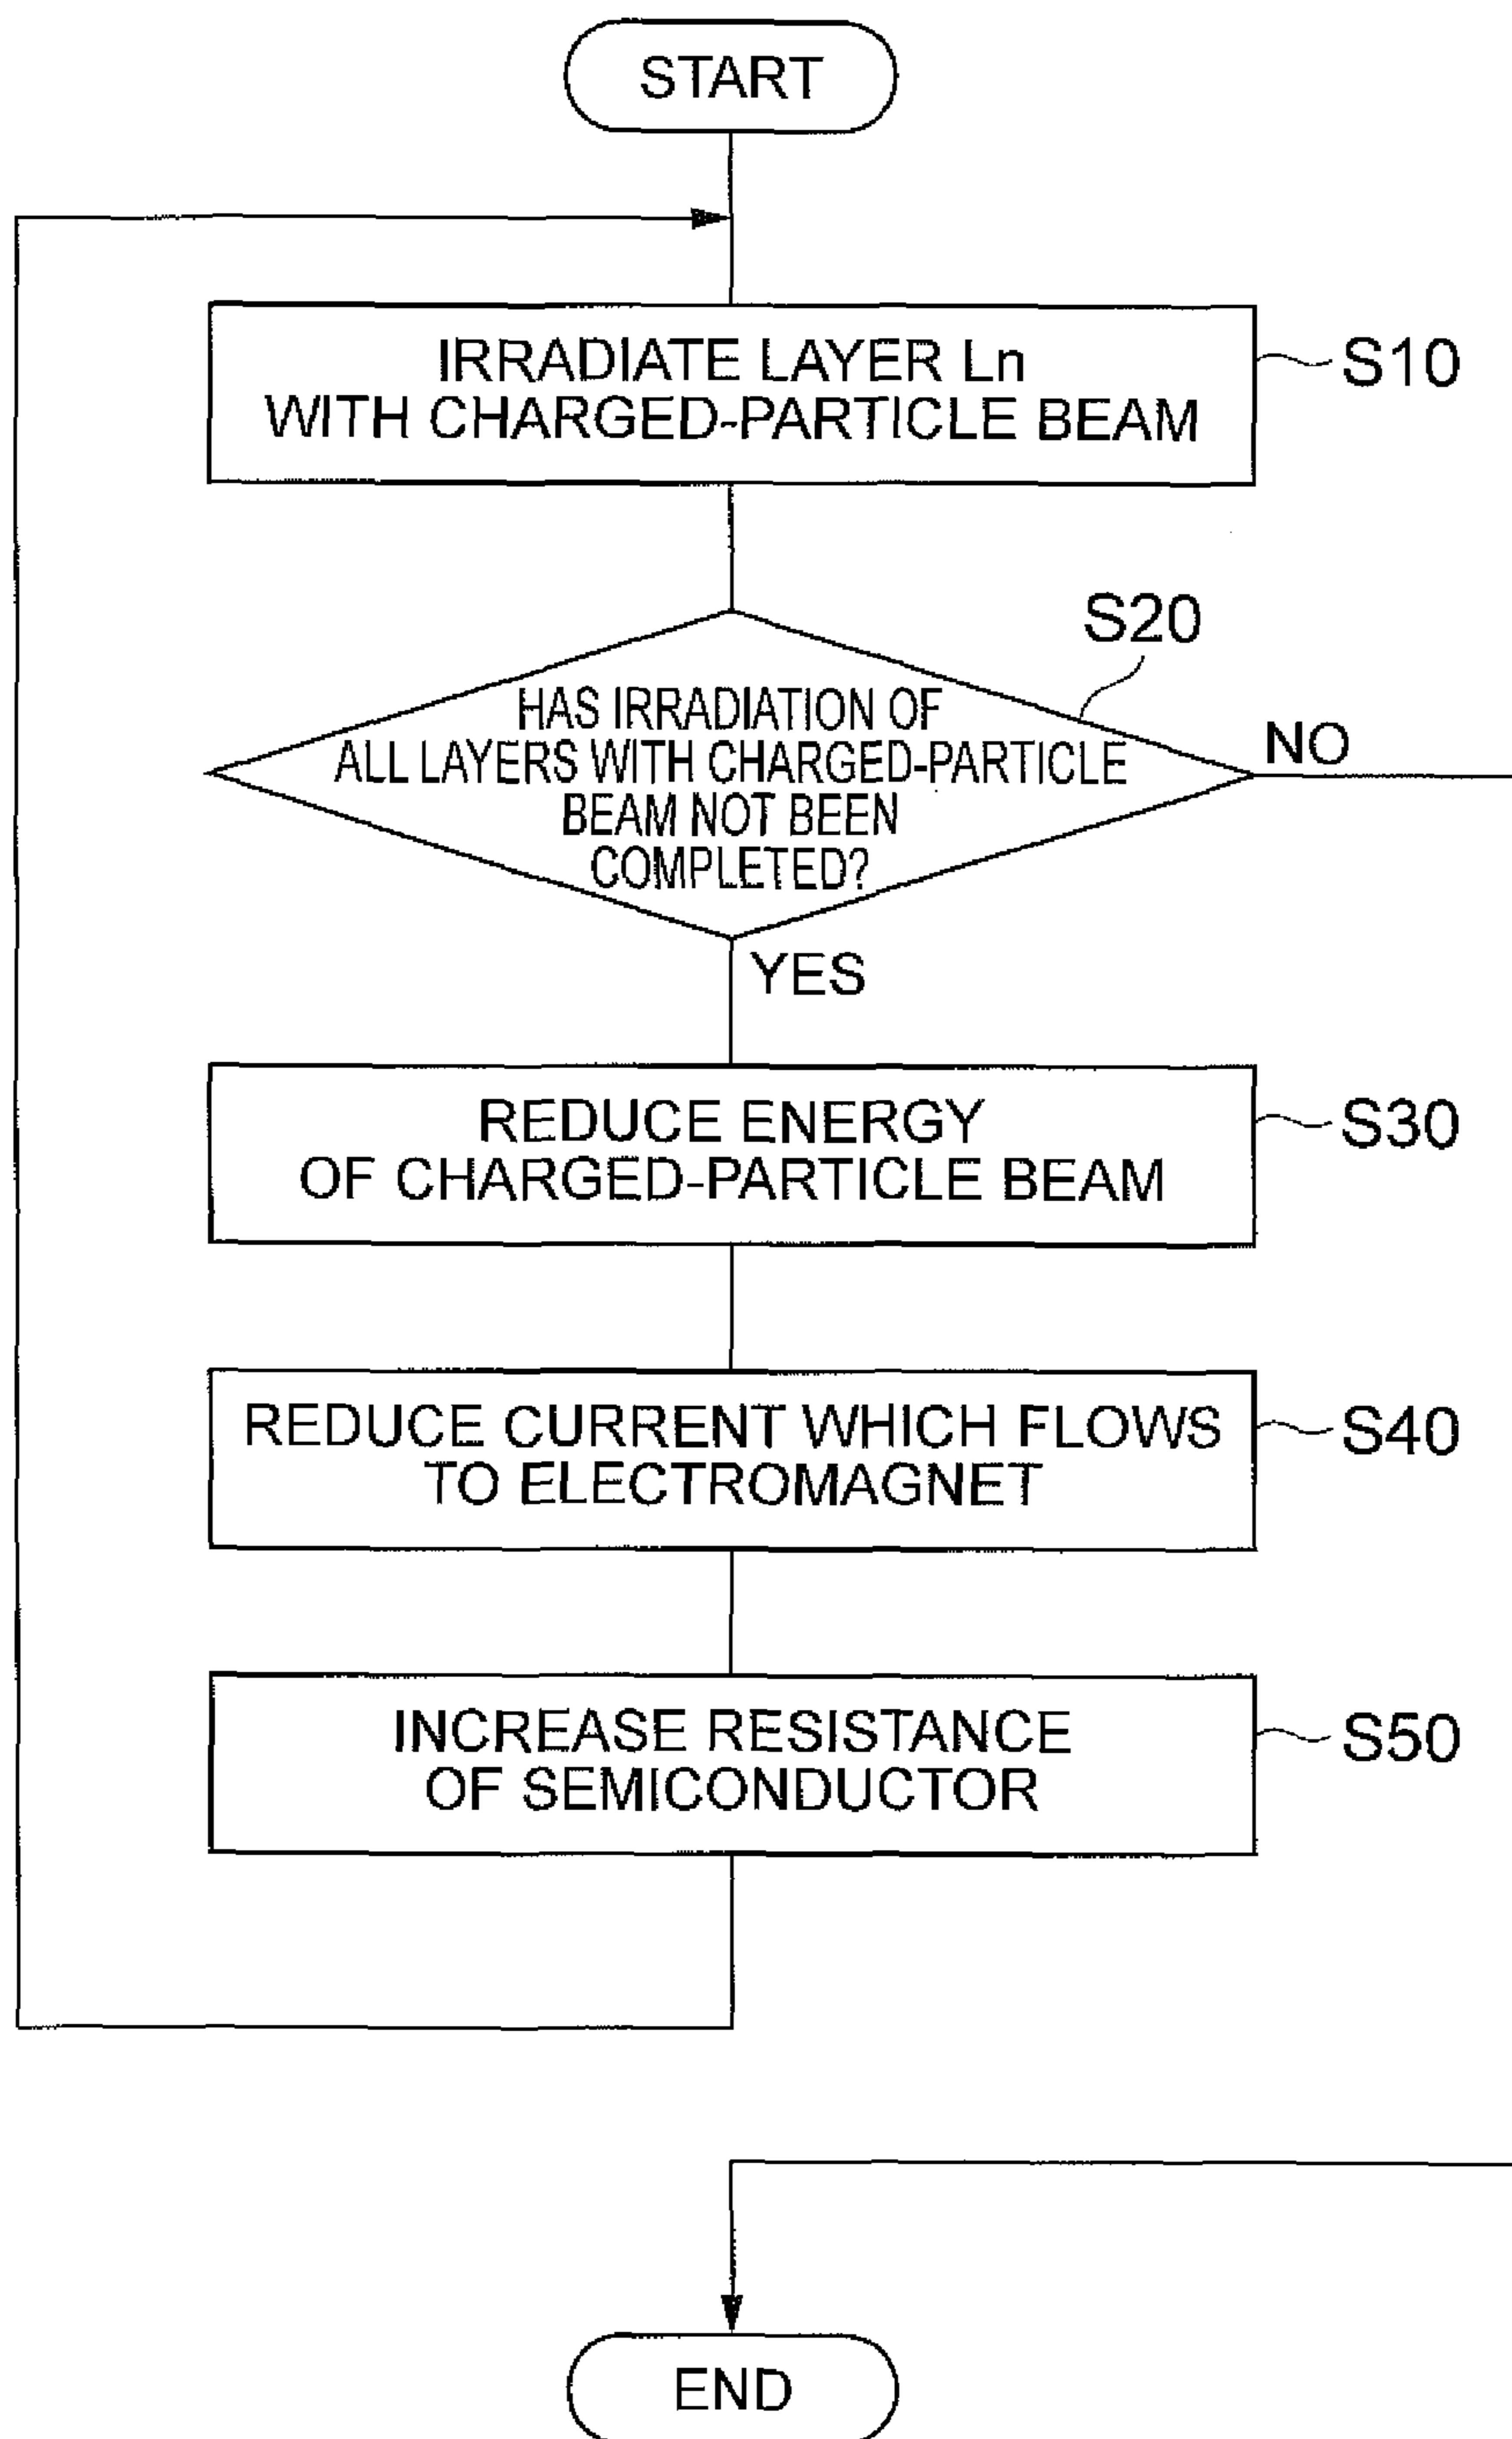 START
IRRADIATE LAYER Ln
WITH CHARGED-PARTICLE BEAM
S10
S20
HAS IRRADIATION OF
ALL LAYERS WITH CHARGED-PARTICLE
BEAM NOT BEEN
COMPLETED?
NO
YES
REDUCE ENERGY
OF CHARGED-PARTICLE BEAM
S30
REDUCE CURRENT WHICH FLOWS
TO ELECTROMAGNET
S40
INCREASE RESISTANCE
OF SEMICONDUCTOR
S50
END